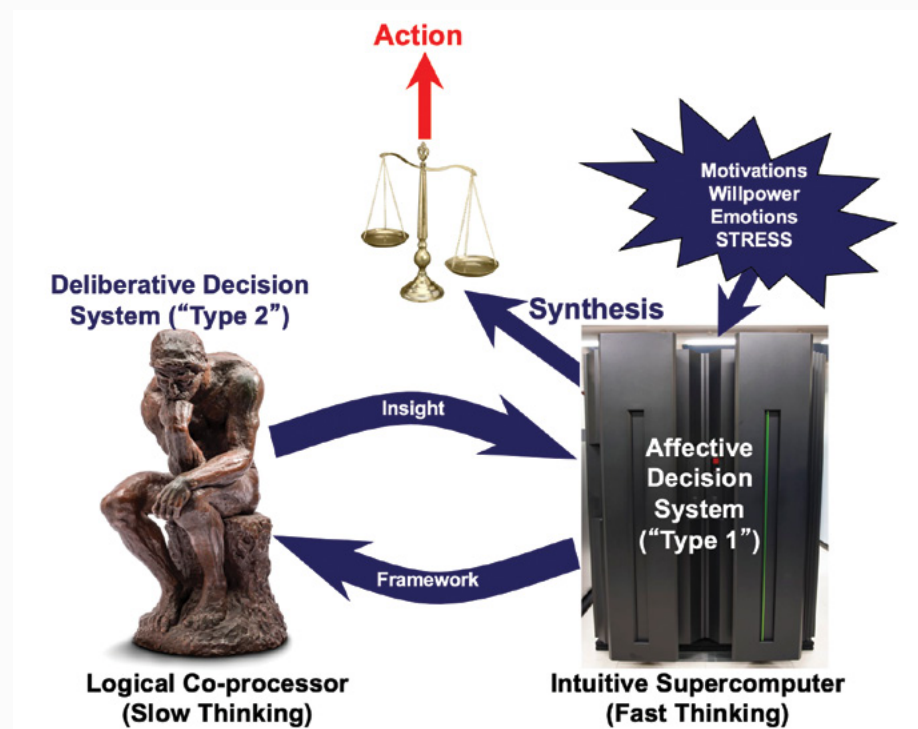 Action
Motivations
Willpower
Emotions
STRESS
Deliberative Decision
System (“Type 2”)
Synthesis
Insight
Affective
Decision
System
(“Type 1”)
Framework
Logical Co-processor
(Slow Thinking)
Intuitive Supercomputer
(Fast Thinking)